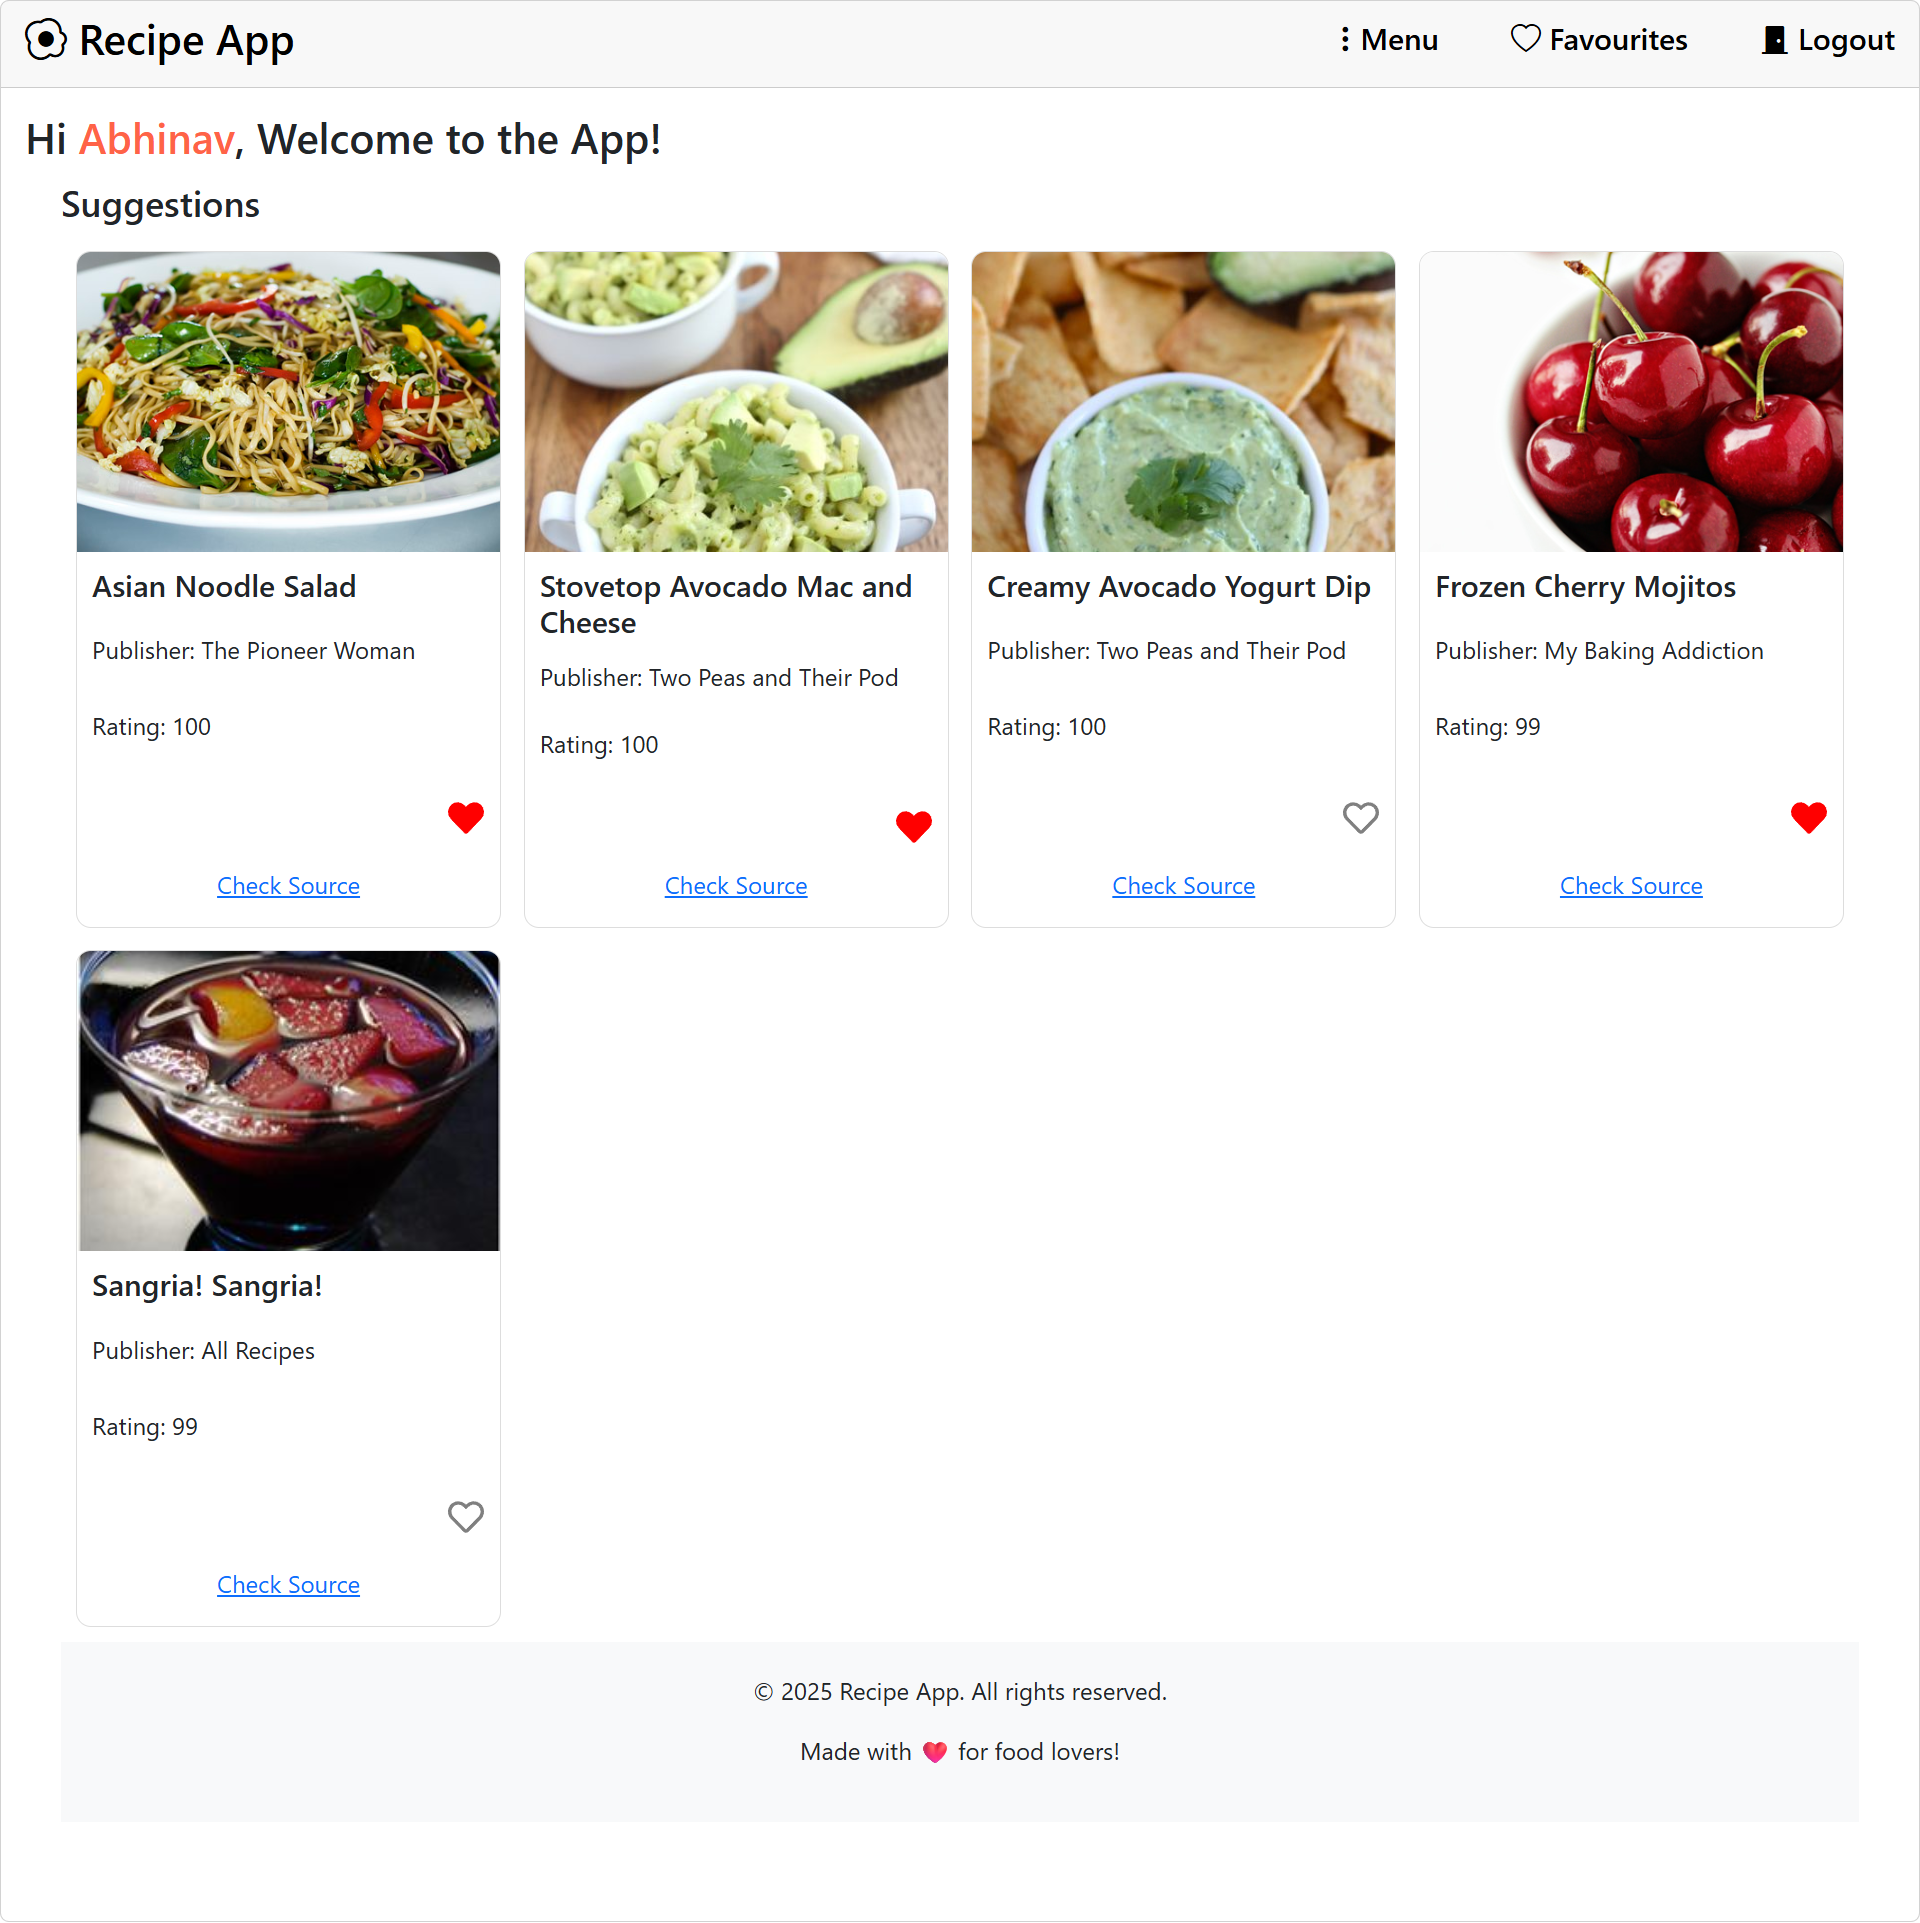 Recipe App
Menu
Favourites
Logout
Hi Abhinav, Welcome to the App!
Suggestions
Asian Noodle Salad
Publisher: The Pioneer Woman
Rating: 100
Check Source
Stovetop Avocado Mac and
Cheese
Publisher: Two Peas and Their Pod
Rating: 100
Check Source
Creamy Avocado Yogurt Dip
Publisher: Two Peas and Their Pod
Rating: 100
Check Source
Frozen Cherry Mojitos
Publisher: My Baking Addiction
Rating: 99
Check Source
Sangria! Sangria!
Publisher: All Recipes
Rating: 99
Check Source
© 2025 Recipe App. All rights reserved.
Made with ❤️ for food lovers!